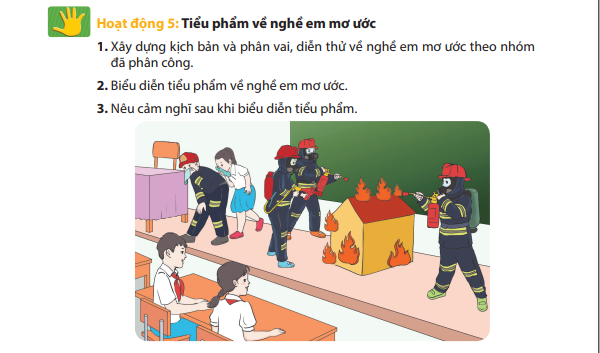 Hoạt động 5: Tiểu phẩm về nghề em mơ ước
1. Xây dựng kịch bản và phân vai, diễn thử về nghề em mơ ước theo nhóm
đã phân công.
2. Biểu diễn tiểu phẩm về nghề em mơ ước.
3. Nêu cảm nghĩ sau khi biểu diễn tiểu phẩm.